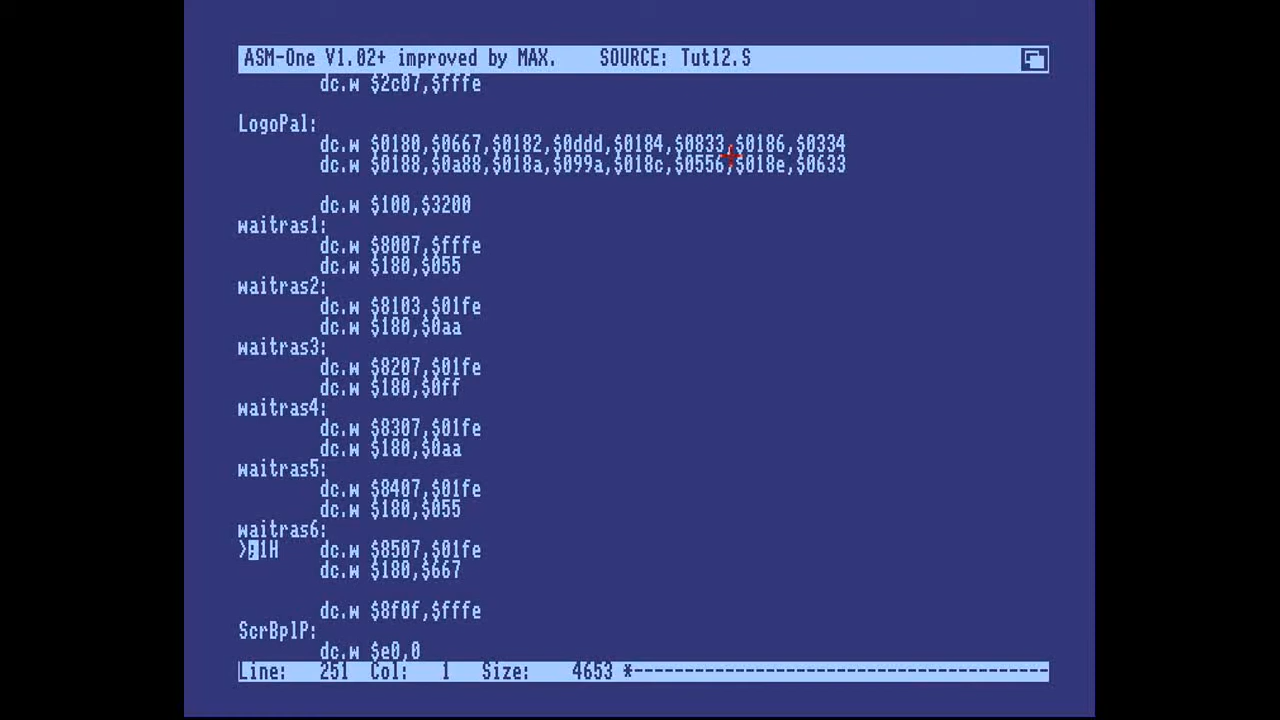 ASM-One V1.02+ improved by MAX.    SOURCE: Tut12.S
dc.w $2c07,$fffe
LogoPal:
dc.w $0180,$0667,$0182,$0ddd,$0184,$0833,$0186,$0334
dc.w $0188,$0a88,$018a,$099a,$018c,$0556,$018e,$0633
dc.w $100,$3200
waitras1:
dc.w $8007,$fffe
dc.w $180,$055
waitras2:
dc.w $8103,$01fe
dc.w $180,$0aa
waitras3:
dc.w $8207,$01fe
dc.w $180,$0ff
waitras4:
dc.w $8307,$01fe
dc.w $180,$0aa
waitras5:
dc.w $8407,$01fe
dc.w $180,$055
waitras6:
>;1H    dc.w $8507,$01fe
dc.w $180,$667
dc.w $8f0f,$fffe
ScrBplP:
dc.w $e0,0
Line:   251  Col:   1   Size:    4653 *-----------------------------------------